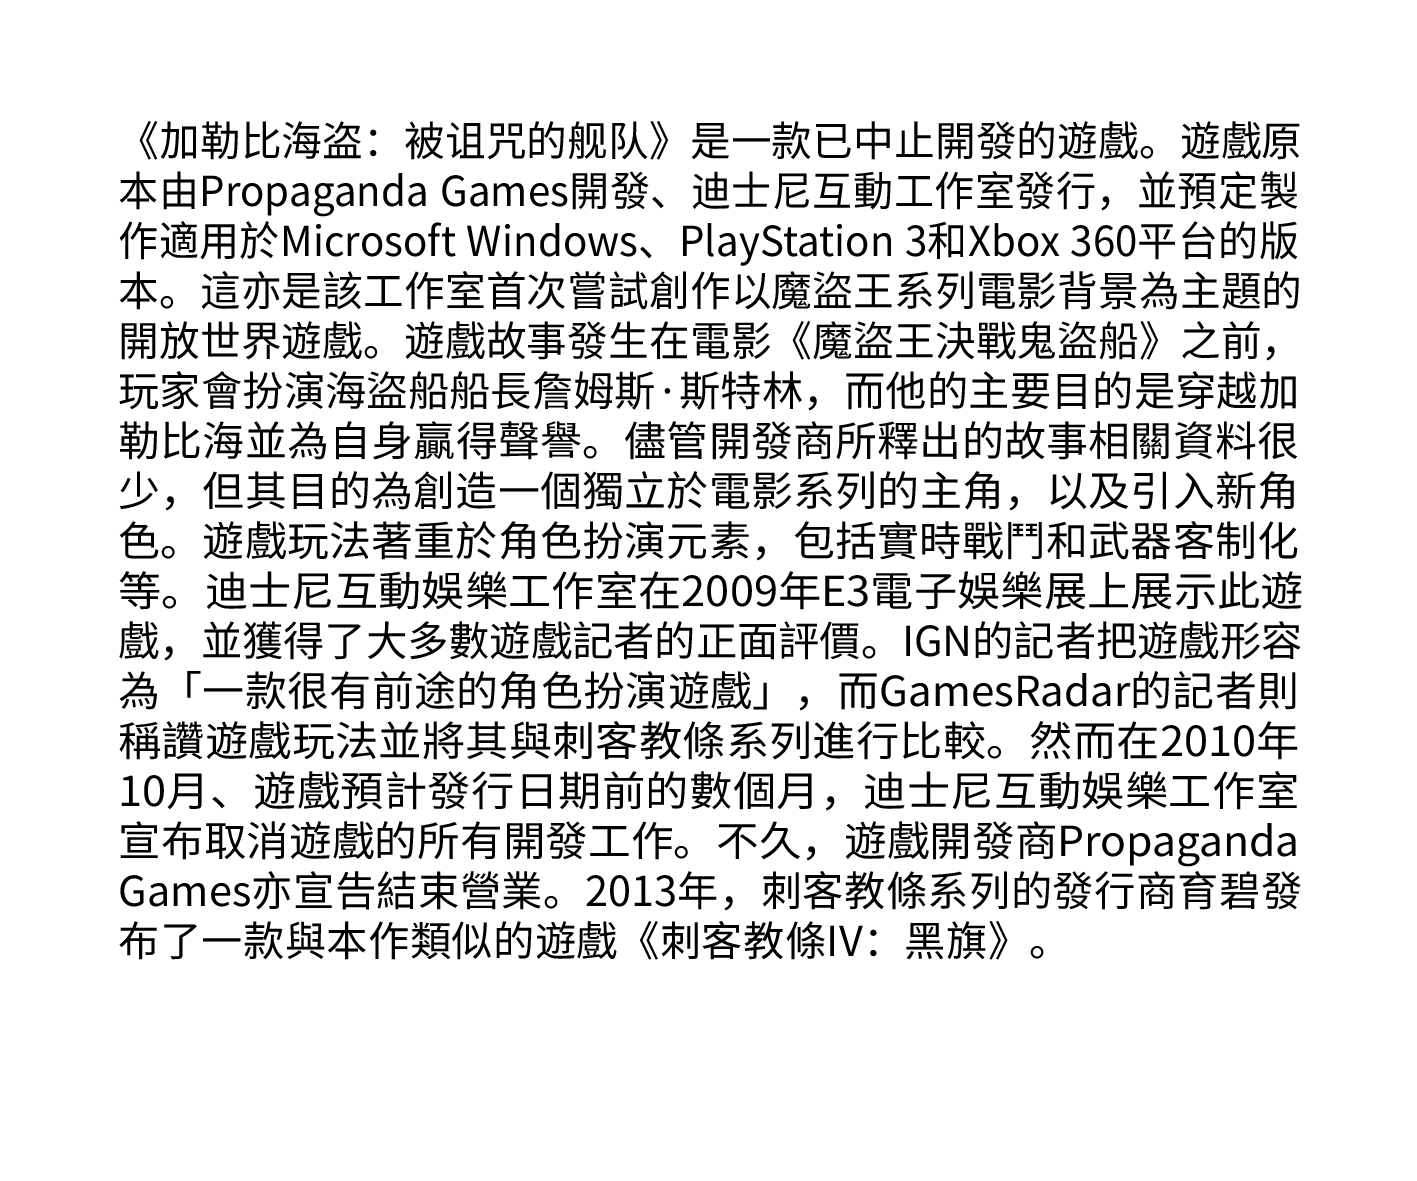 《加勒比海盗：被诅咒的舰队》是一款已中止開發的遊戲。遊戲原
本由Propaganda Games開發、迪士尼互動工作室發行，並預定製
作適用於Microsoft Windows、PlayStation 3和Xbox 360平台的版
本。這亦是該工作室首次嘗試創作以魔盜王系列電影背景為主題的
開放世界遊戲。遊戲故事發生在電影《魔盜王決戰鬼盜船》之前，
玩家會扮演海盜船船長詹姆斯·斯特林，而他的主要目的是穿越加
勒比海並為自身贏得聲譽。儘管開發商所釋出的故事相關資料很
少，但其目的為創造一個獨立於電影系列的主角，以及引入新角
色。遊戲玩法著重於角色扮演元素，包括實時戰鬥和武器客制化
等。迪士尼互動娛樂工作室在2009年E3電子娛樂展上展示此遊
戲，並獲得了大多數遊戲記者的正面評價。IGN的記者把遊戲形容
為「一款很有前途的角色扮演遊戲」，而GamesRadar的記者則
稱讚遊戲玩法並將其與刺客教條系列進行比較。然而在2010年
10月、遊戲預計發行日期前的數個月，迪士尼互動娛樂工作室
宣布取消遊戲的所有開發工作。不久，遊戲開發商Propaganda
Games亦宣告結束營業。2013年，刺客教條系列的發行商育碧發
布了一款與本作類似的遊戲《刺客教條IV：黑旗》。